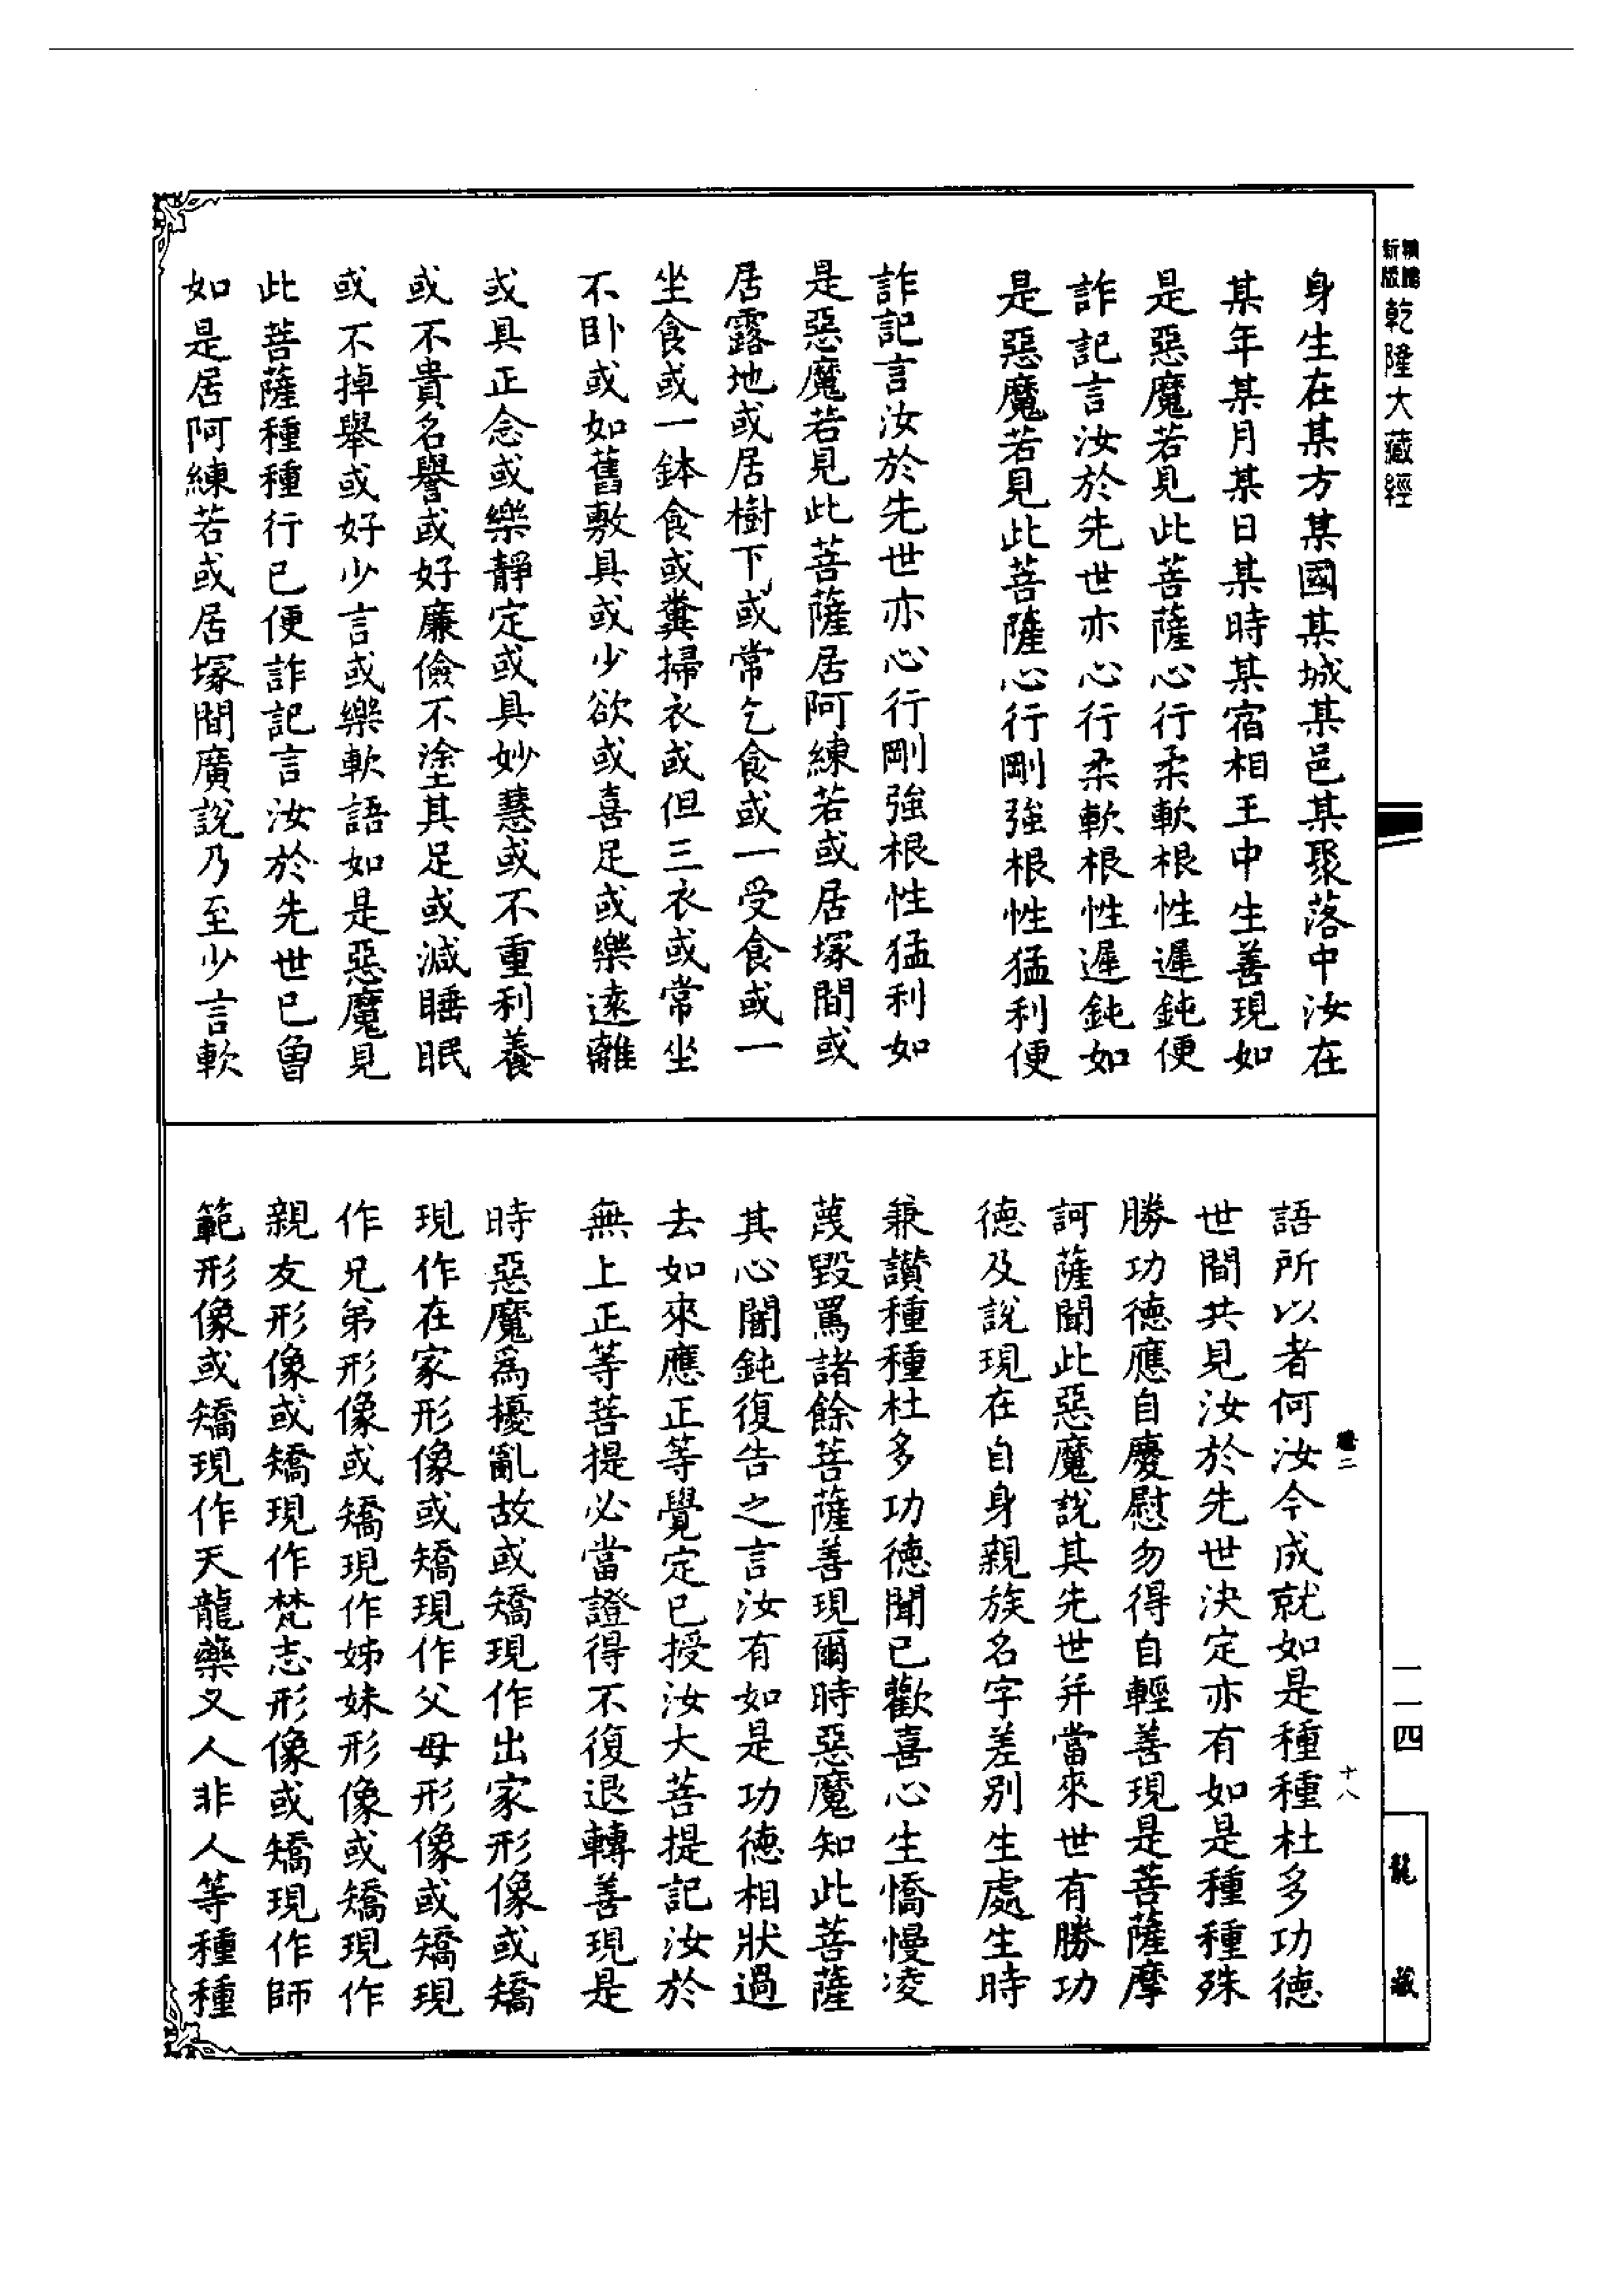 新版
乾隆大藏經
身生在某方某國某城某邑某聚落中汝在
某年某月某日某時某宿相王中生善現如
是惡魔若見此菩薩心行柔軟根性遲鈍便
詐記言汝於先世亦心行柔軟根性遲鈍如
是惡魔若見此菩薩心行剛強根性猛利便
詐記言汝於先世亦心行剛強根性猛利如
是惡魔若見此菩薩居阿練若或居塚間或
居露地或居樹下或常乞食或一受食或一
坐食或一鉢食或糞掃衣或但三衣或常坐
不卧或如舊敷具或少欲或喜足或樂遠離
或具正念或樂靜定或具妙慧或不重利養
或不貴名譽或好廉儉不塗其足或減睡眠
或不掉舉或好少言或樂軟語如是惡魔見
此菩薩種種行已便詐記言汝於先世已曾
如是居阿練若或居塚間廣說乃至少言軟
卷二
十八
語所以者何汝今成就如是種種杜多功德
世間共見汝於先世決定亦有如是種種殊
勝功德應自慶慰勿得自輕善現是菩薩摩
訶薩聞此惡魔說其先世并當來世有勝功
德及說現在自身親族名字差別生處生時
兼讚種種杜多功德聞已歡喜心生憍慢凌
蔑毀罵諸餘菩薩善現爾時惡魔知此菩薩
其心闇鈍復告之言汝有如是功德相狀過
去如來應正等覺定已授汝大菩提記汝於
無上正等菩提必當證得不復退轉善現是
時惡魔為擾亂故或矯現作出家形像或矯
現作在家形像或矯現作父母形像或矯現
作兄弟形像或矯現作姊妹形像或矯現作
親友形像或矯現作梵志形像或矯現作師
範形像或矯現作天龍藥叉人非人等種種
一一四
龍藏